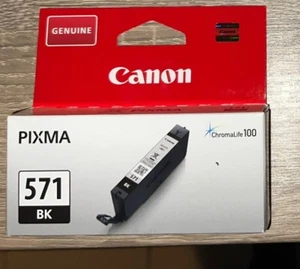 GENUINE
Canon
PIXMA
ChromaLife100
571
BK